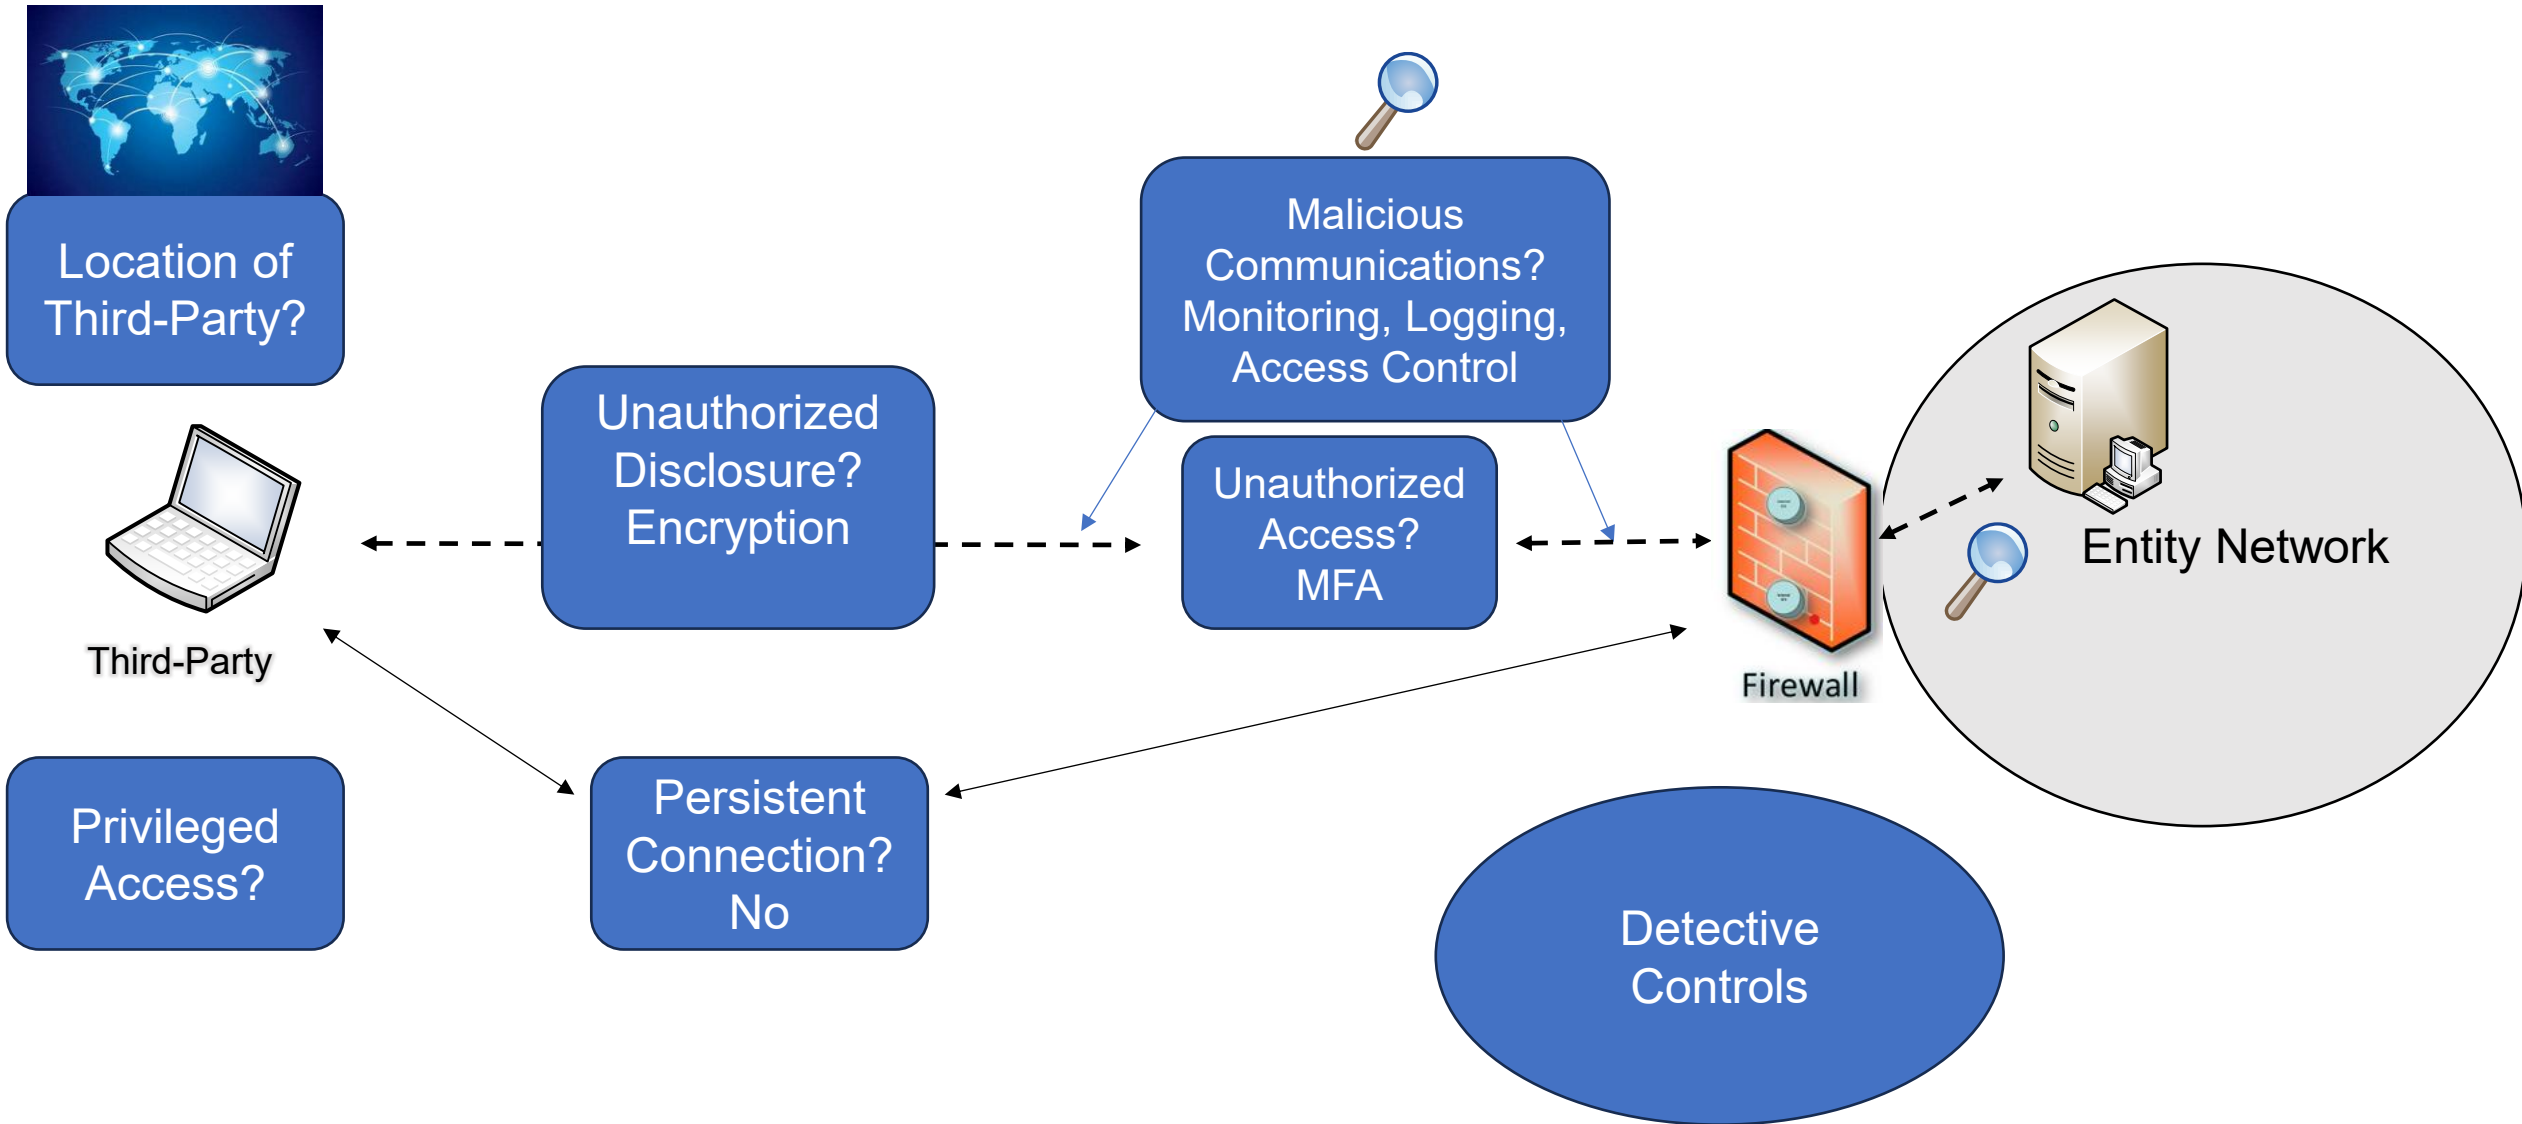 Location of
Third-Party?
Malicious
Communications?
Monitoring, Logging,
Access Control
Unauthorized
Disclosure?
Encryption
Unauthorized
Access?
MFA
Entity Network
Third-Party
Firewall
Privileged
Access?
Persistent
Connection?
No
Detective
Controls